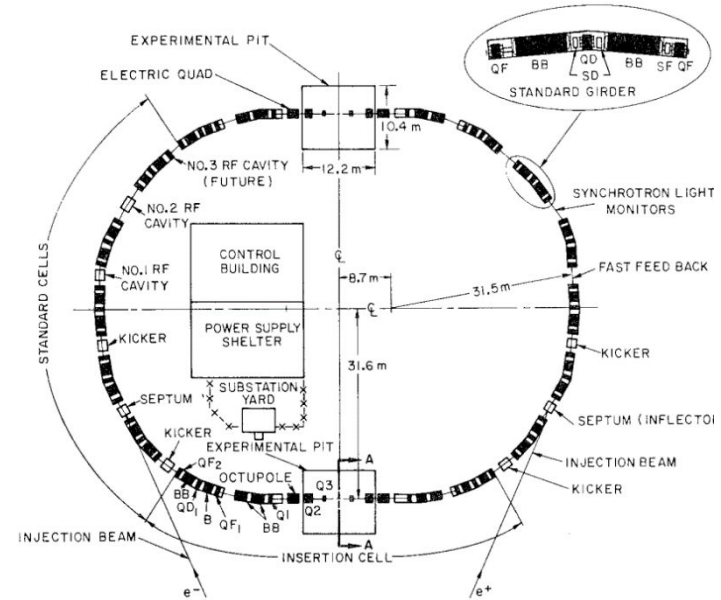 EXPERIMENTAL PIT
ELECTRIC QUAD
QF
BB
QD
SD
BB
SF
QF
STANDARD GIRDER
10.4 m
12.2 m
NO.3 RF CAVITY
(FUTURE)
NO.2 RF
CAVITY
SYNCHROTRON LIGHT
MONITORS
STANDARD CELLS
CONTROL
BUILDING
℄
8.7 m
FAST FEED BACK
NO.1 RF
CAVITY
31.5 m
℄
POWER SUPPLY
SHELTER
31.6 m
KICKER
KICKER
SUBSTATION
YARD
SEPTUM
SEPTUM (INFLECTO
KICKER
EXPERIMENTAL PIT
A
INJECTION BEAM
QF2
OCTUPOLE
Q3
KICKER
BB
QD1
B
QF1
BB
Q1
Q2
A
INJECTION BEAM
INSERTION CELL
e-
e+